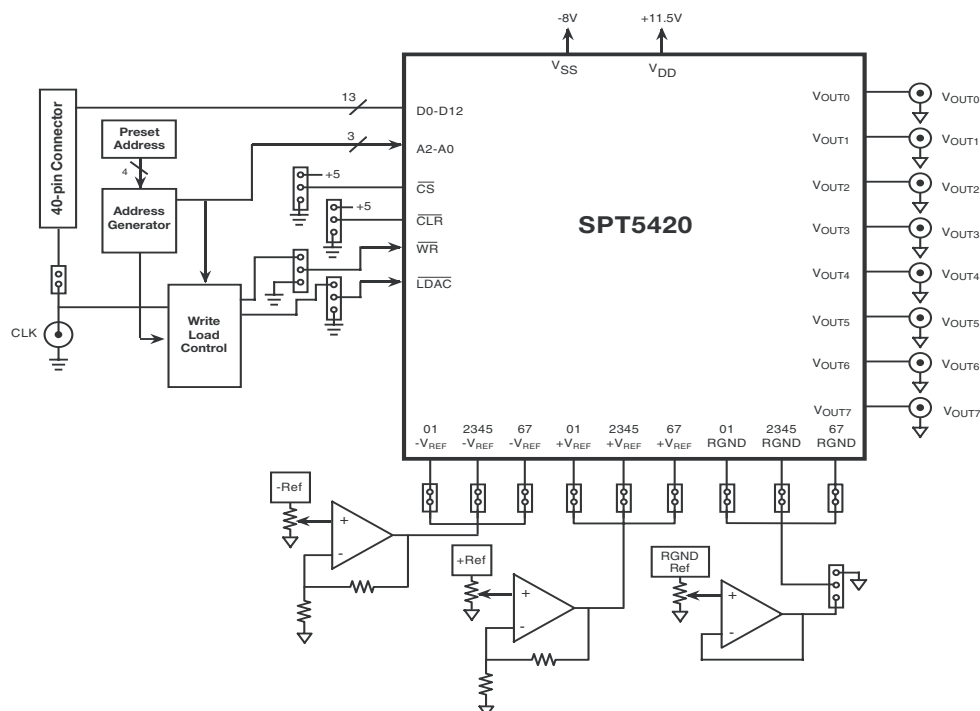 -8V
+11.5V
VSS
VDD
40-pin Connector
13
D0-D12
Preset
Address
4
3
A2-A0
Address
Generator
+5
CS
+5
CLR
WR
LDAC
CLK
Write
Load
Control
SPT5420
VOUT0
VOUT0
VOUT1
VOUT1
VOUT2
VOUT2
VOUT3
VOUT3
VOUT4
VOUT4
VOUT5
VOUT5
VOUT6
VOUT6
VOUT7
VOUT7
01
-VREF
2345
-VREF
67
-VREF
01
+VREF
2345
+VREF
67
+VREF
01
RGND
2345
RGND
67
RGND
-Ref
+
-
+Ref
+
-
RGND
Ref
+
-